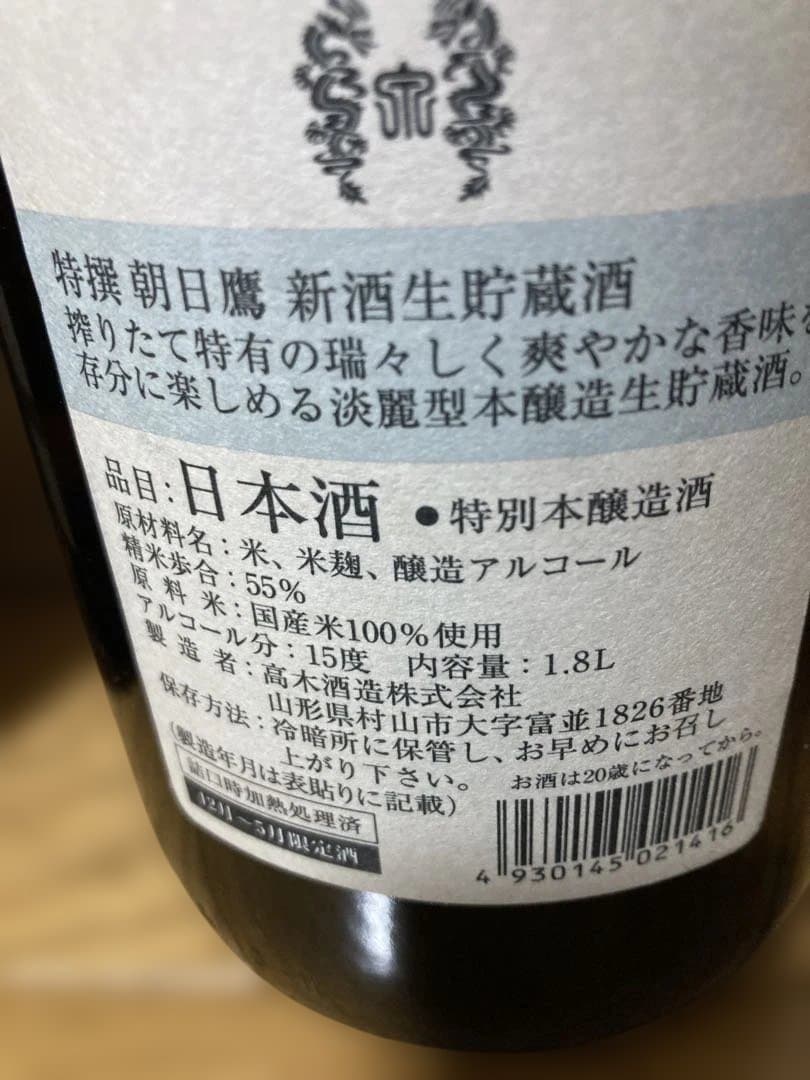 特撰 朝日鷹 新酒生貯蔵酒
搾りたて特有の瑞々しく爽やかな香味を
存分に楽しめる淡麗型本醸造生貯蔵酒。
品目:日本酒 ●特別本醸造酒
原材料名:米、米麹、醸造アルコール
精米歩合:55%
原料米:国産米100%使用
アルコール分:15度 内容量:1.8L
製造者:高木酒造株式会社
山形県村山市大字富並1826番地
保存方法:冷暗所に保管し、お早めにお召し
上がり下さい。
(製造年月は表貼りに記載)
お酒は20歳になってから。
詰口時加熱処理済
12月~5月限定酒
4 930145 021416